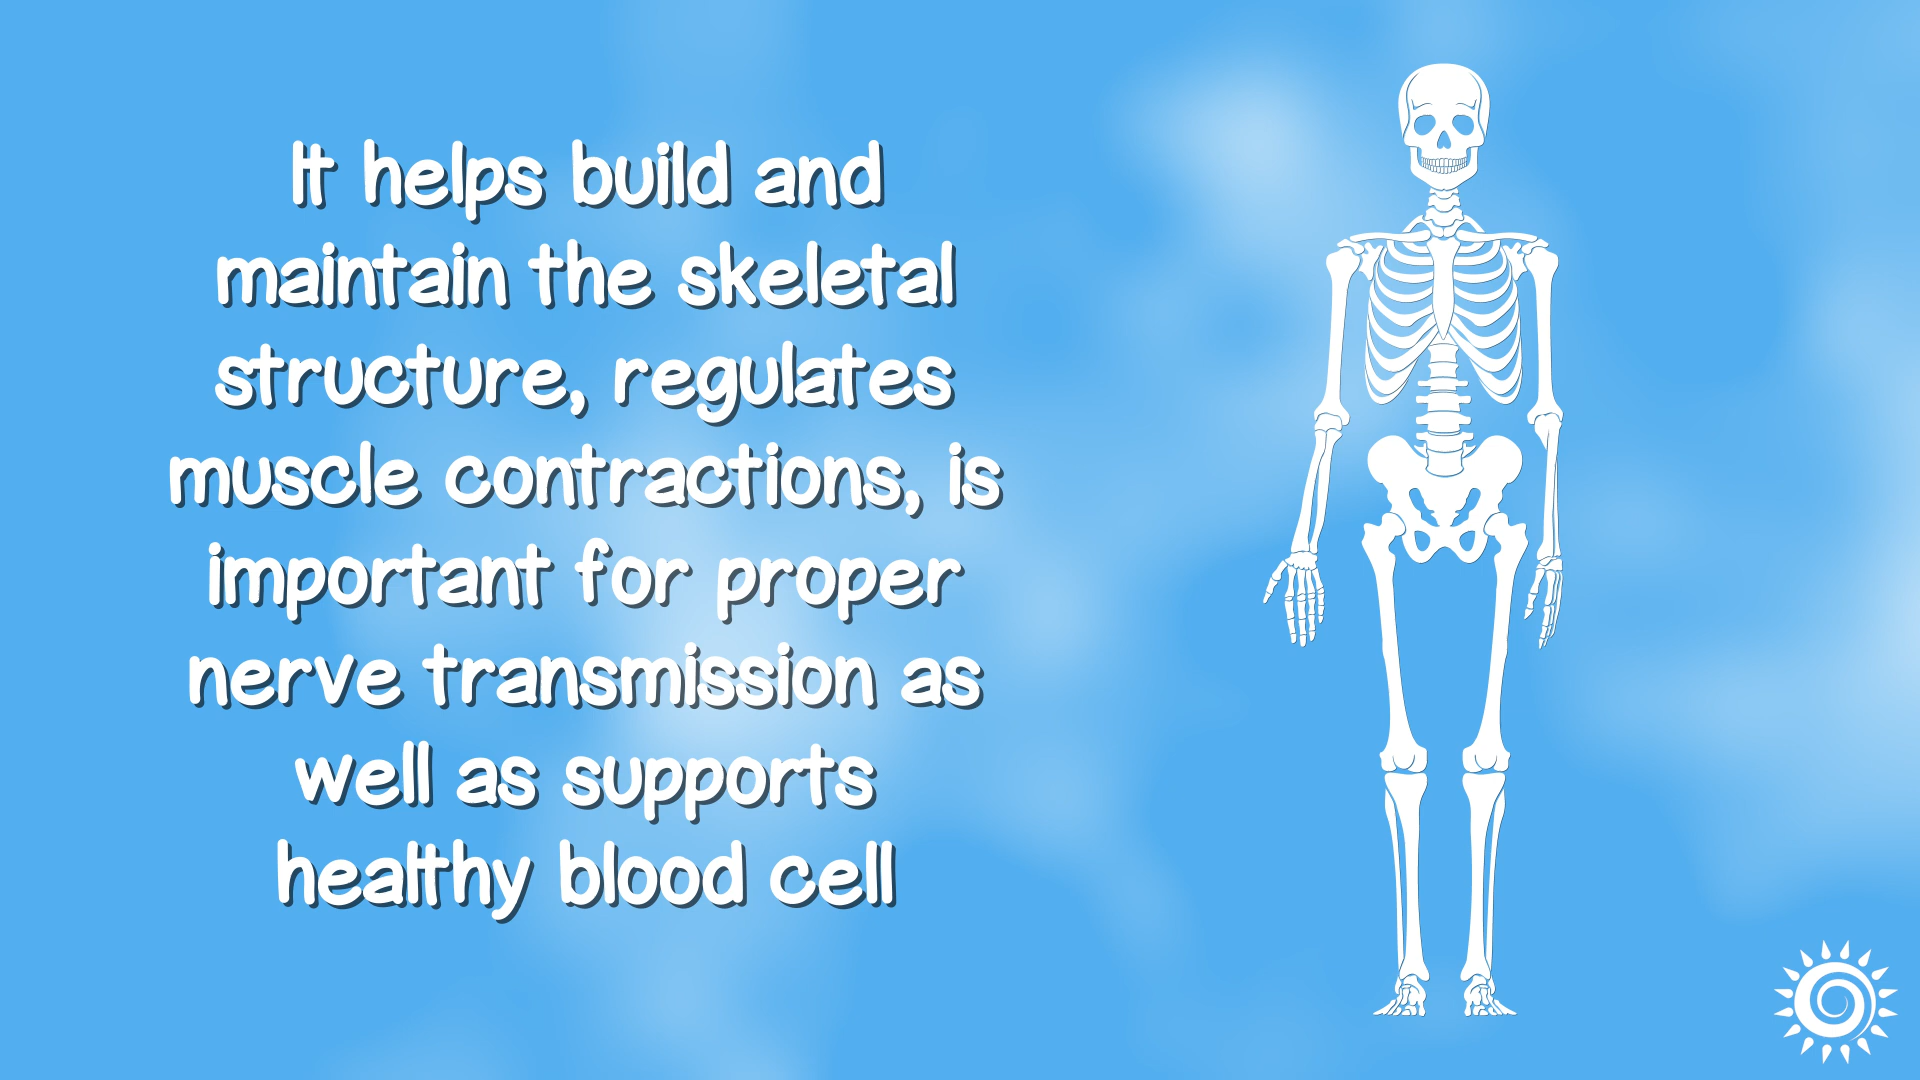 It helps build and
maintain the skeletal
structure, regulates
muscle contractions, is
important for proper
nerve transmission as
well as supports
healthy blood cell